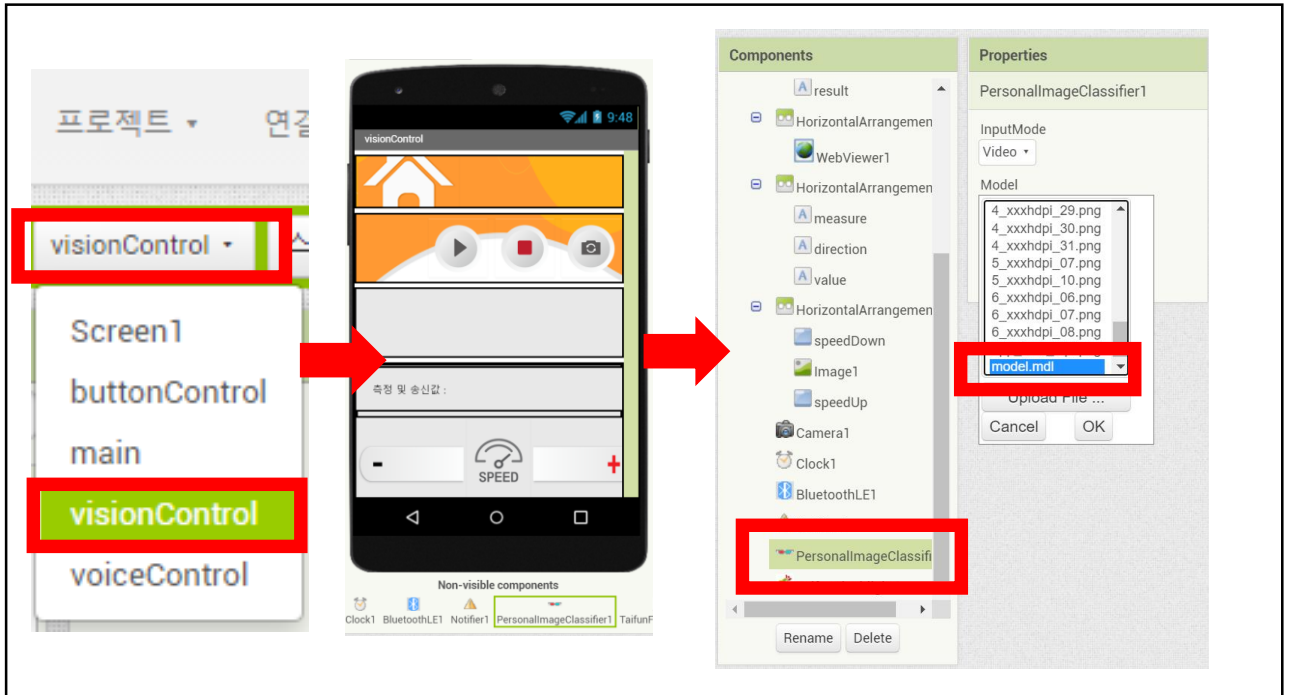 프로젝트
visionControl
Screen1
buttonControl
main
visionControl
voiceControl
9:48
visionControl
측정 및 송신값 :
-
SPEED
+
Non-visible components
Clock1 BluetoothLE1 Notifier1 PersonalImageClassifier1 TaifunF
Components
result
HorizontalArrangemen
WebViewer1
HorizontalArrangemen
measure
direction
value
HorizontalArrangemen
speedDown
Image1
speedUp
Camera1
Clock1
BluetoothLE1
PersonalImageClassifi
Rename Delete
Properties
PersonalImageClassifier1
InputMode
Video
Model
4_xxxhdpi_29.png
4_xxxhdpi_30.png
4_xxxhdpi_31.png
5_xxxhdpi_07.png
5_xxxhdpi_10.png
6_xxxhdpi_06.png
6_xxxhdpi_07.png
6_xxxhdpi_08.png
model.mdl
Upload File ...
Cancel OK